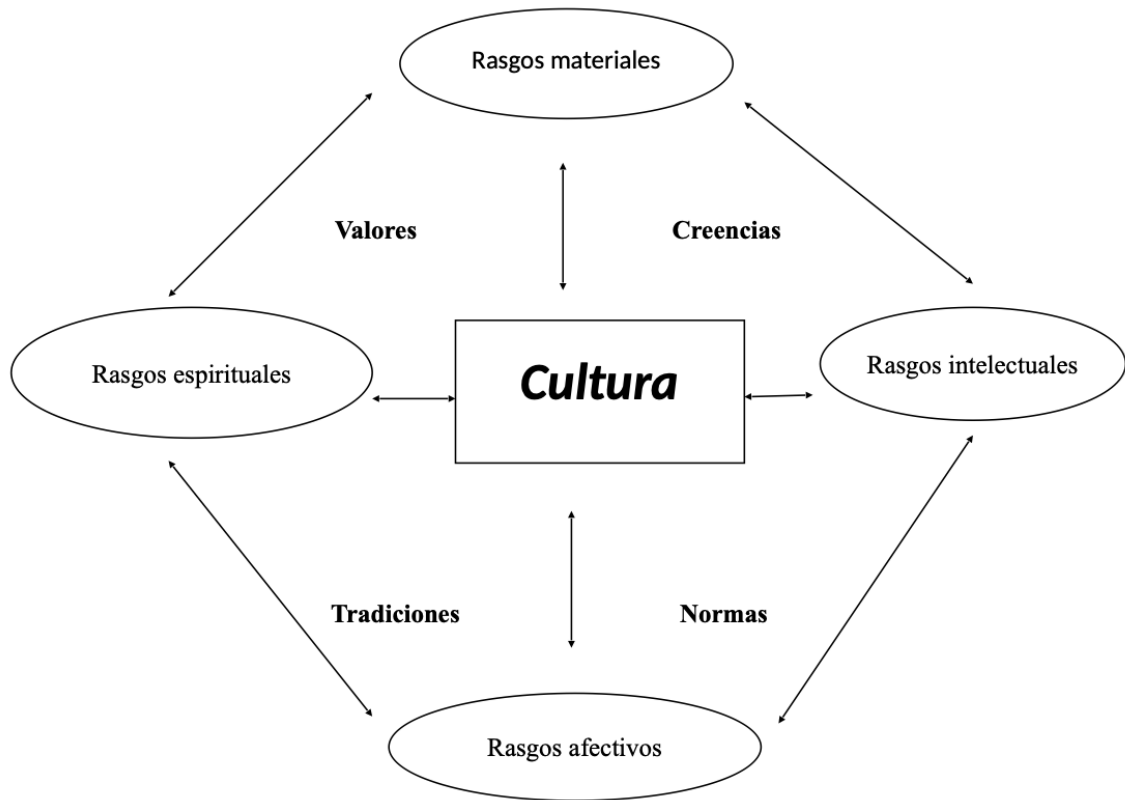 Rasgos materiales
Valores
Creencias
Rasgos espirituales
Cultura
Rasgos intelectuales
Tradiciones
Normas
Rasgos afectivos